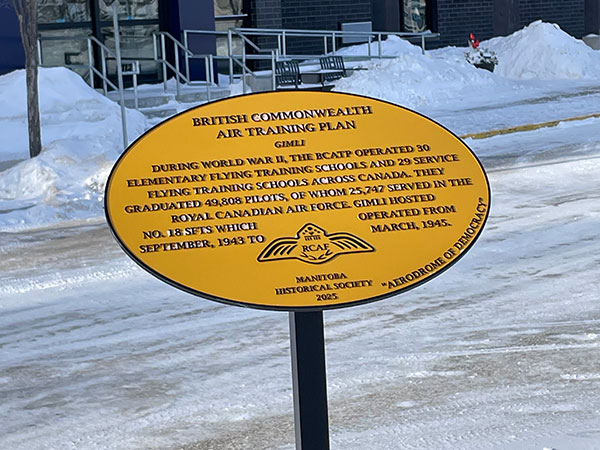 BRITISH COMMONWEALTH
AIR TRAINING PLAN
GIMLI
DURING WORLD WAR II, THE BCATP OPERATED 30
ELEMENTARY FLYING TRAINING SCHOOLS AND 29 SERVICE
FLYING TRAINING SCHOOLS ACROSS CANADA. THEY
GRADUATED 49,808 PILOTS, OF WHOM 25,747 SERVED IN THE
ROYAL CANADIAN AIR FORCE. GIMLI HOSTED
NO. 18 SFTS WHICH OPERATED FROM
SEPTEMBER, 1943 TO MARCH, 1945.
RCAF
MANITOBA
HISTORICAL SOCIETY
2025
"AERODROME OF DEMOCRACY"